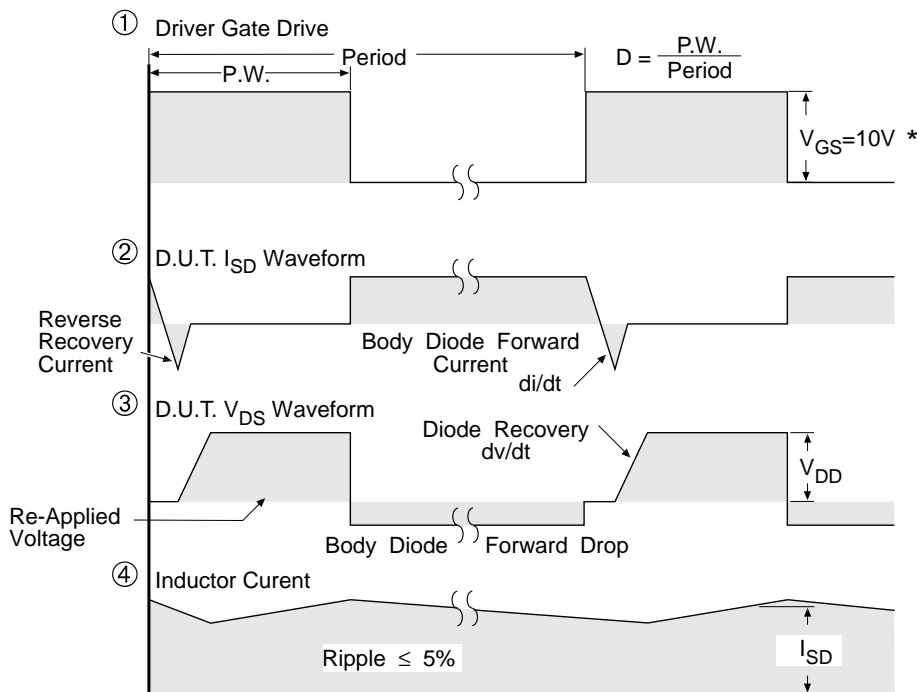 ① Driver Gate Drive
Period
P.W.
D = P.W.
Period
VGS=10V *
② D.U.T. ISD Waveform
Reverse
Recovery
Current
Body Diode Forward
Current
di/dt
③ D.U.T. VDS Waveform
Diode Recovery
dv/dt
VDD
Re-Applied
Voltage
Body Diode Forward Drop
④ Inductor Curent
Ripple ≤ 5%
ISD